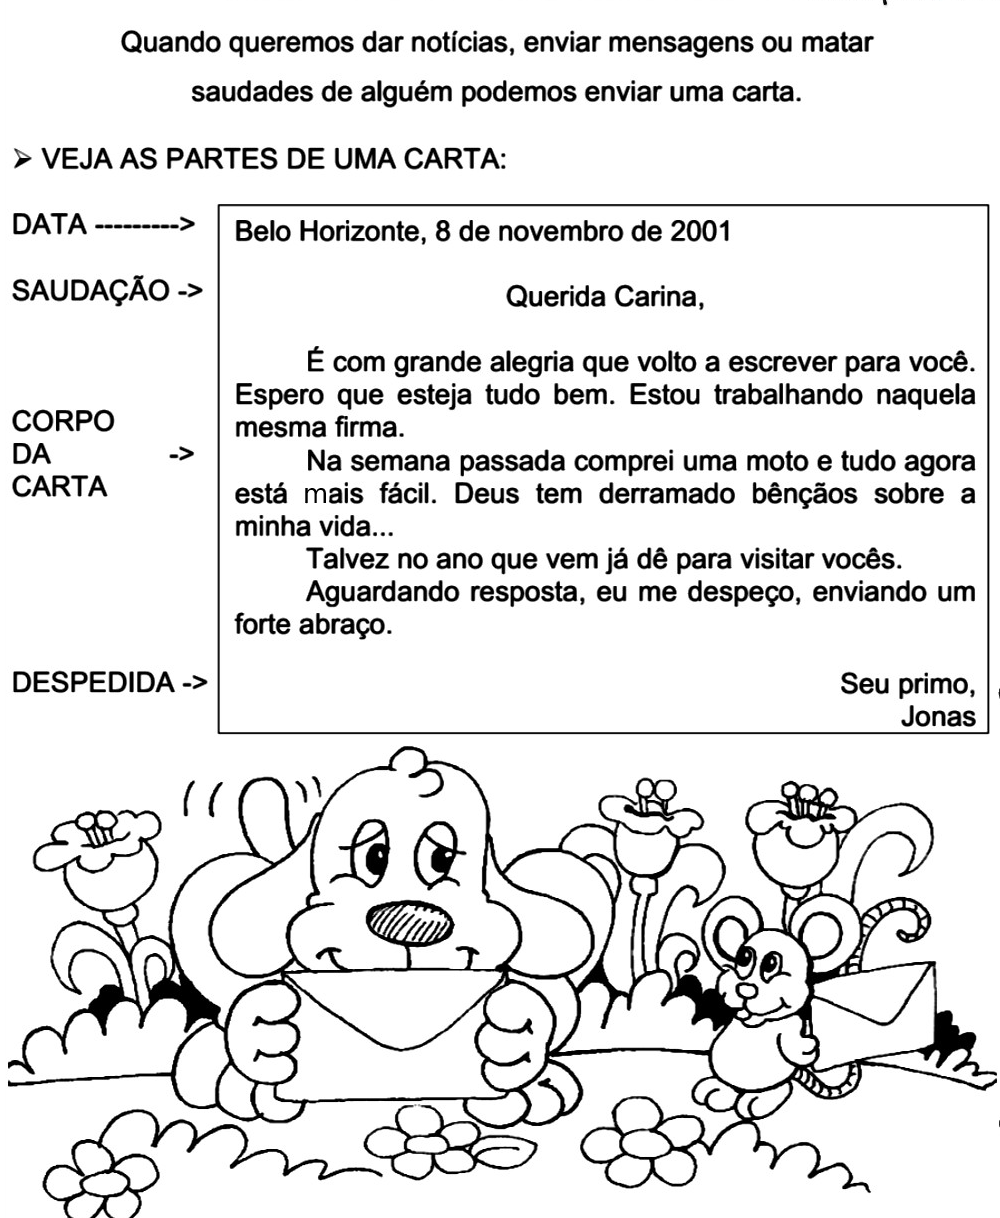 Quando queremos dar notícias, enviar mensagens ou matar
saudades de alguém podemos enviar uma carta.
➢ VEJA AS PARTES DE UMA CARTA:
DATA ---------> Belo Horizonte, 8 de novembro de 2001
SAUDAÇÃO -> Querida Carina,
É com grande alegria que volto a escrever para você.
Espero que esteja tudo bem. Estou trabalhando naquela
CORPO
mesma firma.
DA ->
Na semana passada comprei uma moto e tudo agora
CARTA
está mais fácil. Deus tem derramado bênçãos sobre a
minha vida...
Talvez no ano que vem já dê para visitar vocês.
Aguardando resposta, eu me despeço, enviando um
forte abraço.
DESPEDIDA -> Seu primo,
Jonas